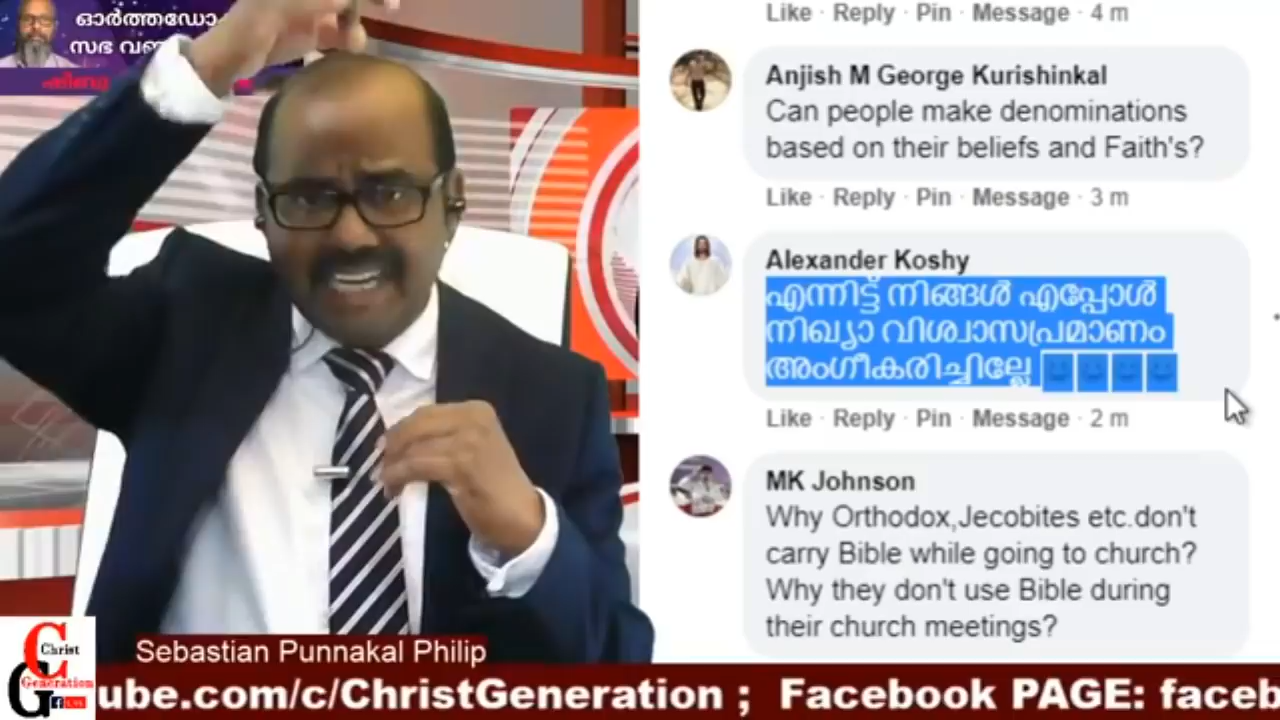 ഓർത്തഡോ
സഭ വഞ്
ഷിബു
Like · Reply · Pin · Message · 4 m
Anjish M George Kurishinkal
Can people make denominations
based on their beliefs and Faith's?
Like · Reply · Pin · Message · 3 m
Alexander Koshy
എന്നിട്ട് നിങ്ങൾ എപ്പോൾ
നിഖ്യാ വിശ്വാസപ്രമാണം
അംഗീകരിച്ചില്ലേ
Like · Reply · Pin · Message · 2 m
MK Johnson
Why Orthodox,Jecobites etc.don't
carry Bible while going to church?
Why they don't use Bible during
their church meetings?
Sebastian Punnakal Philip
Christ
Generation
ube.com/c/ChristGeneration ; Facebook PAGE: faceb